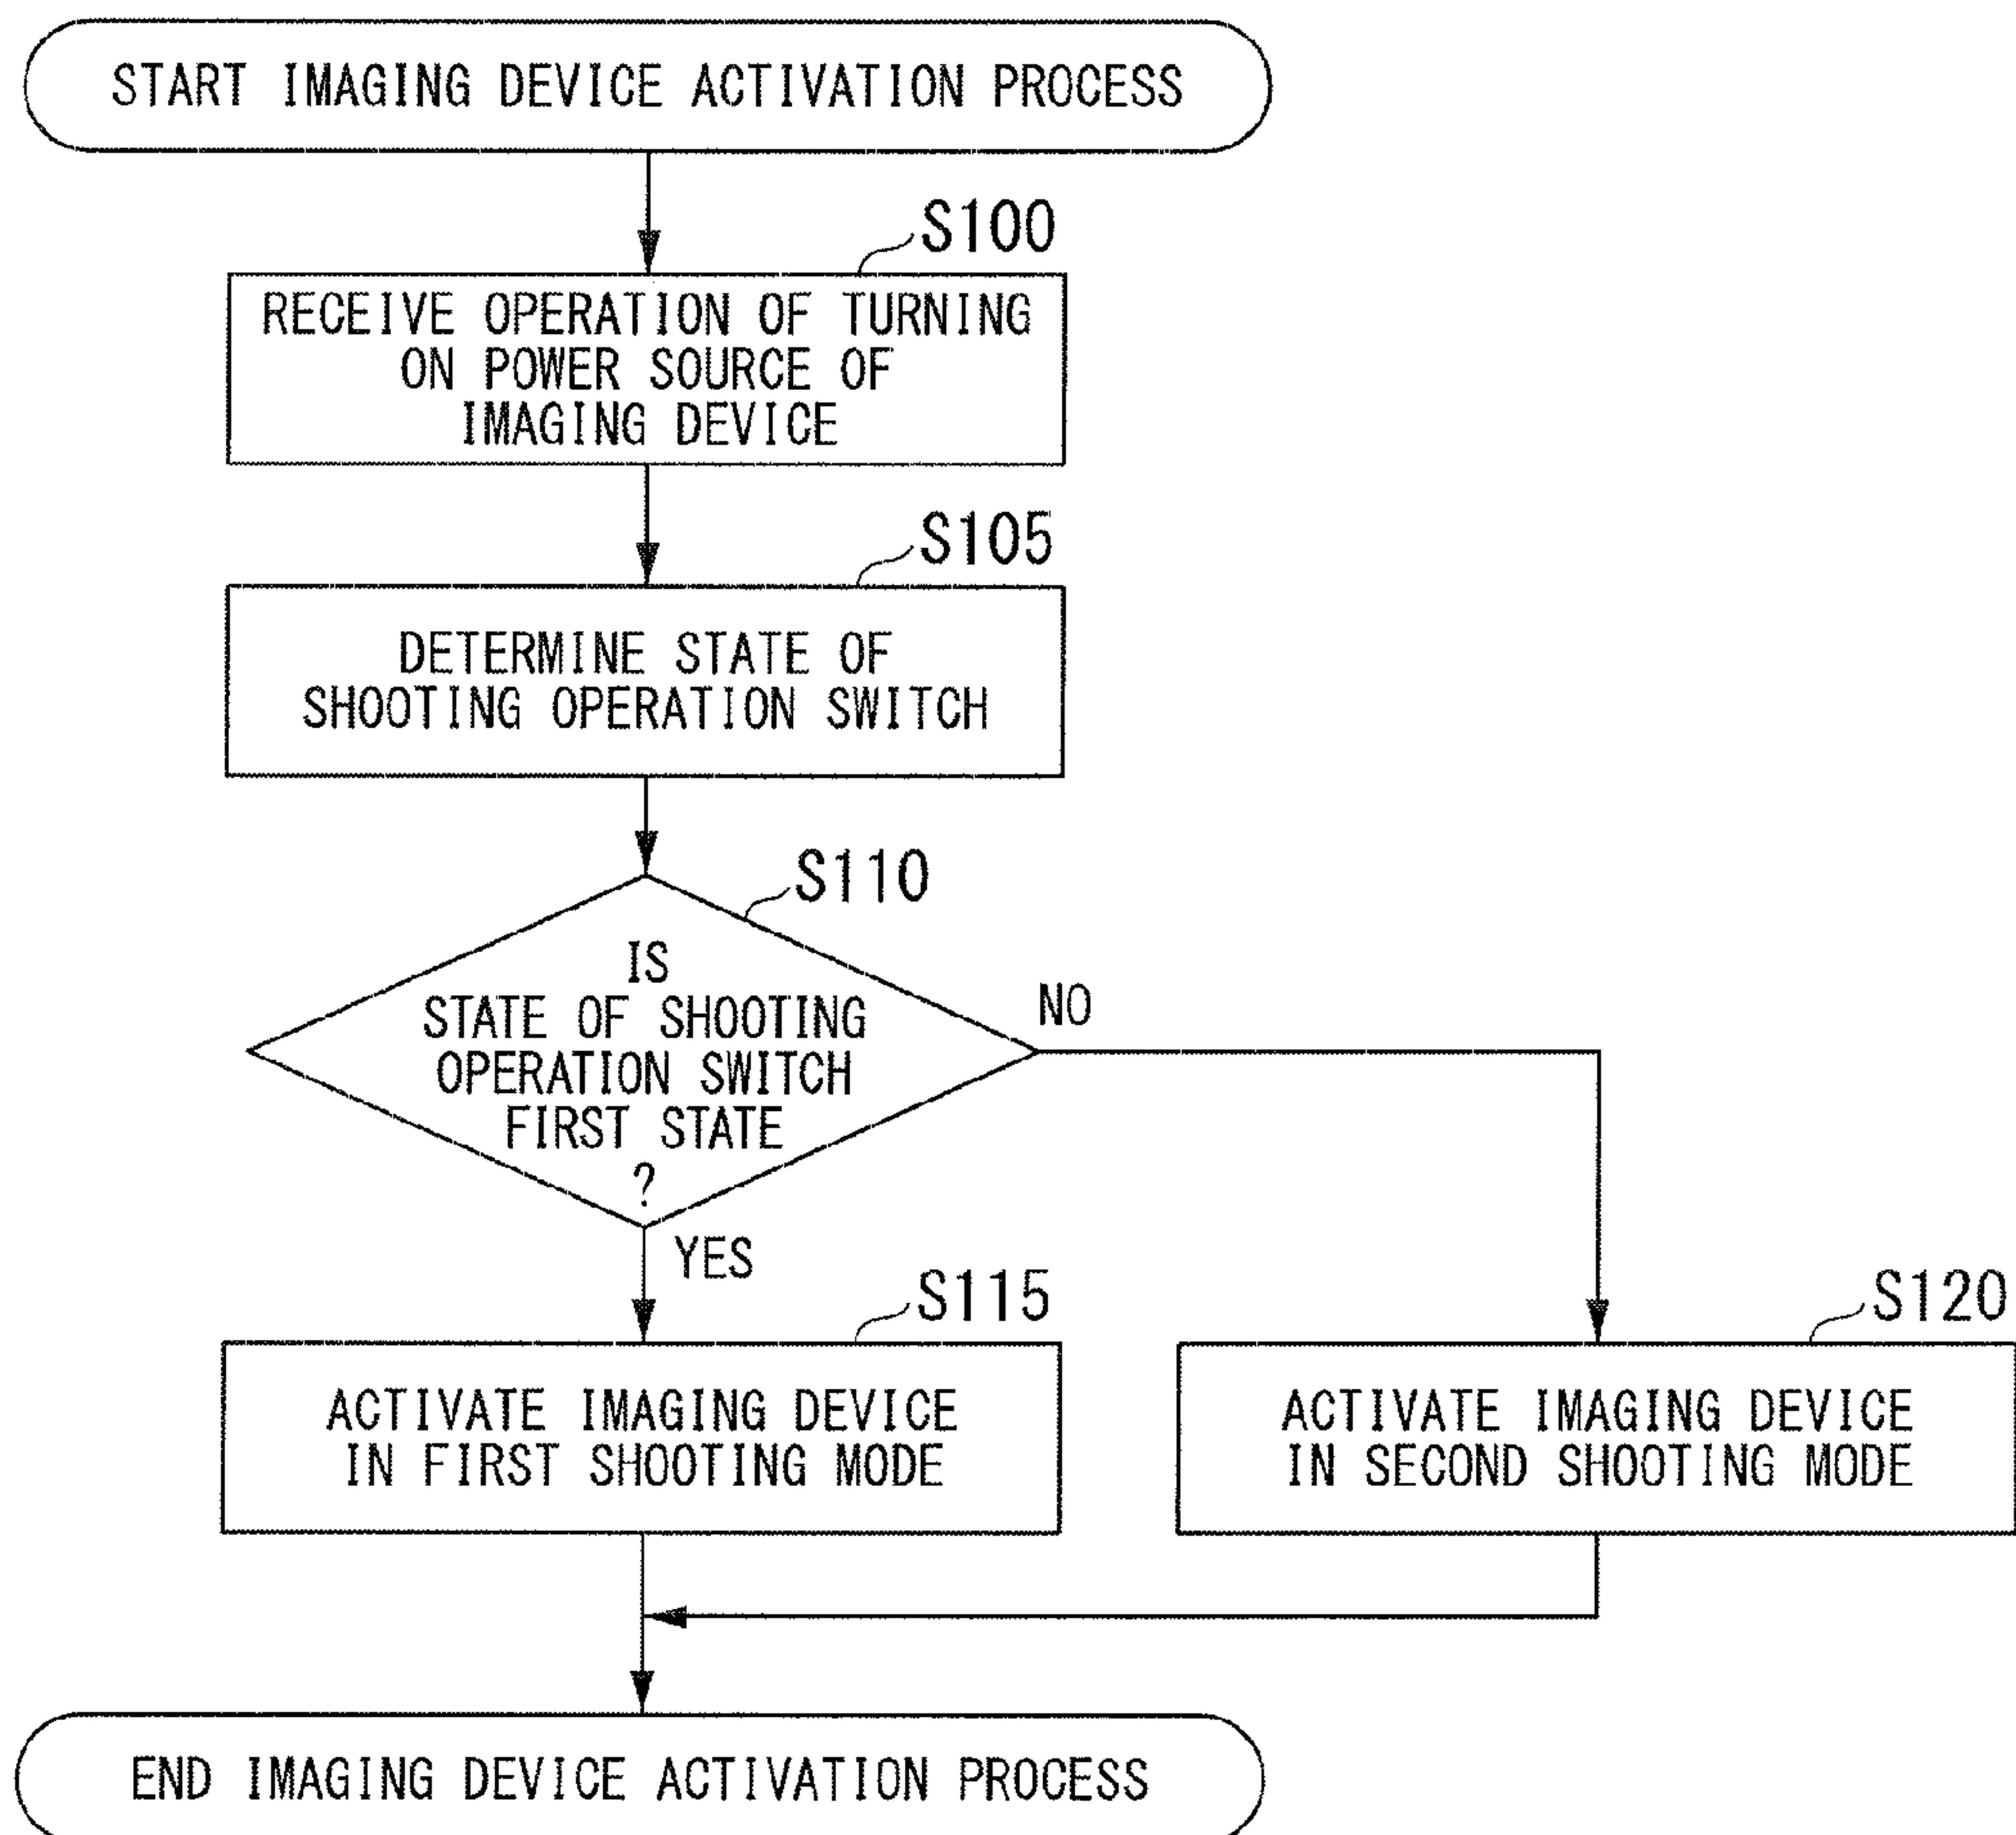 START IMAGING DEVICE ACTIVATION PROCESS
S100
RECEIVE OPERATION OF TURNING
ON POWER SOURCE OF
IMAGING DEVICE
S105
DETERMINE STATE OF
SHOOTING OPERATION SWITCH
S110
IS
STATE OF SHOOTING
OPERATION SWITCH
FIRST STATE
?
NO
YES
S115
ACTIVATE IMAGING DEVICE
IN FIRST SHOOTING MODE
S120
ACTIVATE IMAGING DEVICE
IN SECOND SHOOTING MODE
END IMAGING DEVICE ACTIVATION PROCESS